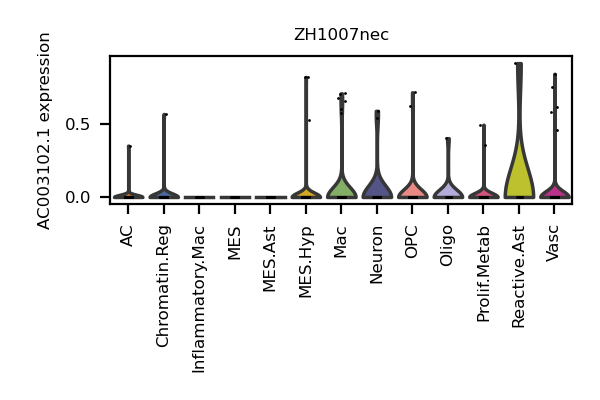 ZH1007nec
AC003102.1 expression
0.5
0.0
AC
Chromatin.Reg
Inflammatory.Mac
MES
MES.Ast
MES.Hyp
Mac
Neuron
OPC
Oligo
Prolif.Metab
Reactive.Ast
Vasc